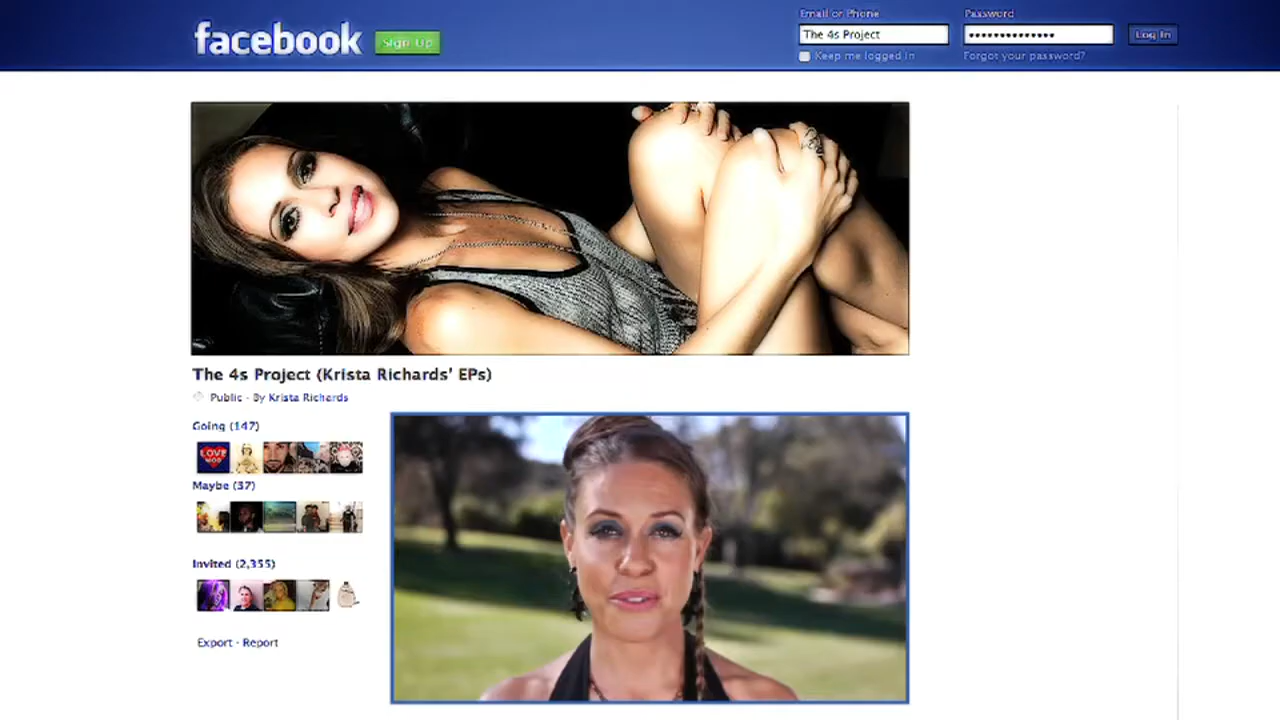 facebook
Sign Up
Email or Phone
Password
The 4s Project
••••••••••••••
Log In
Keep me logged in
Forgot your password?
The 4s Project (Krista Richards' EPs)
Public - By Krista Richards
Going (147)
LOVE
Maybe (37)
Invited (2,355)
Export - Report